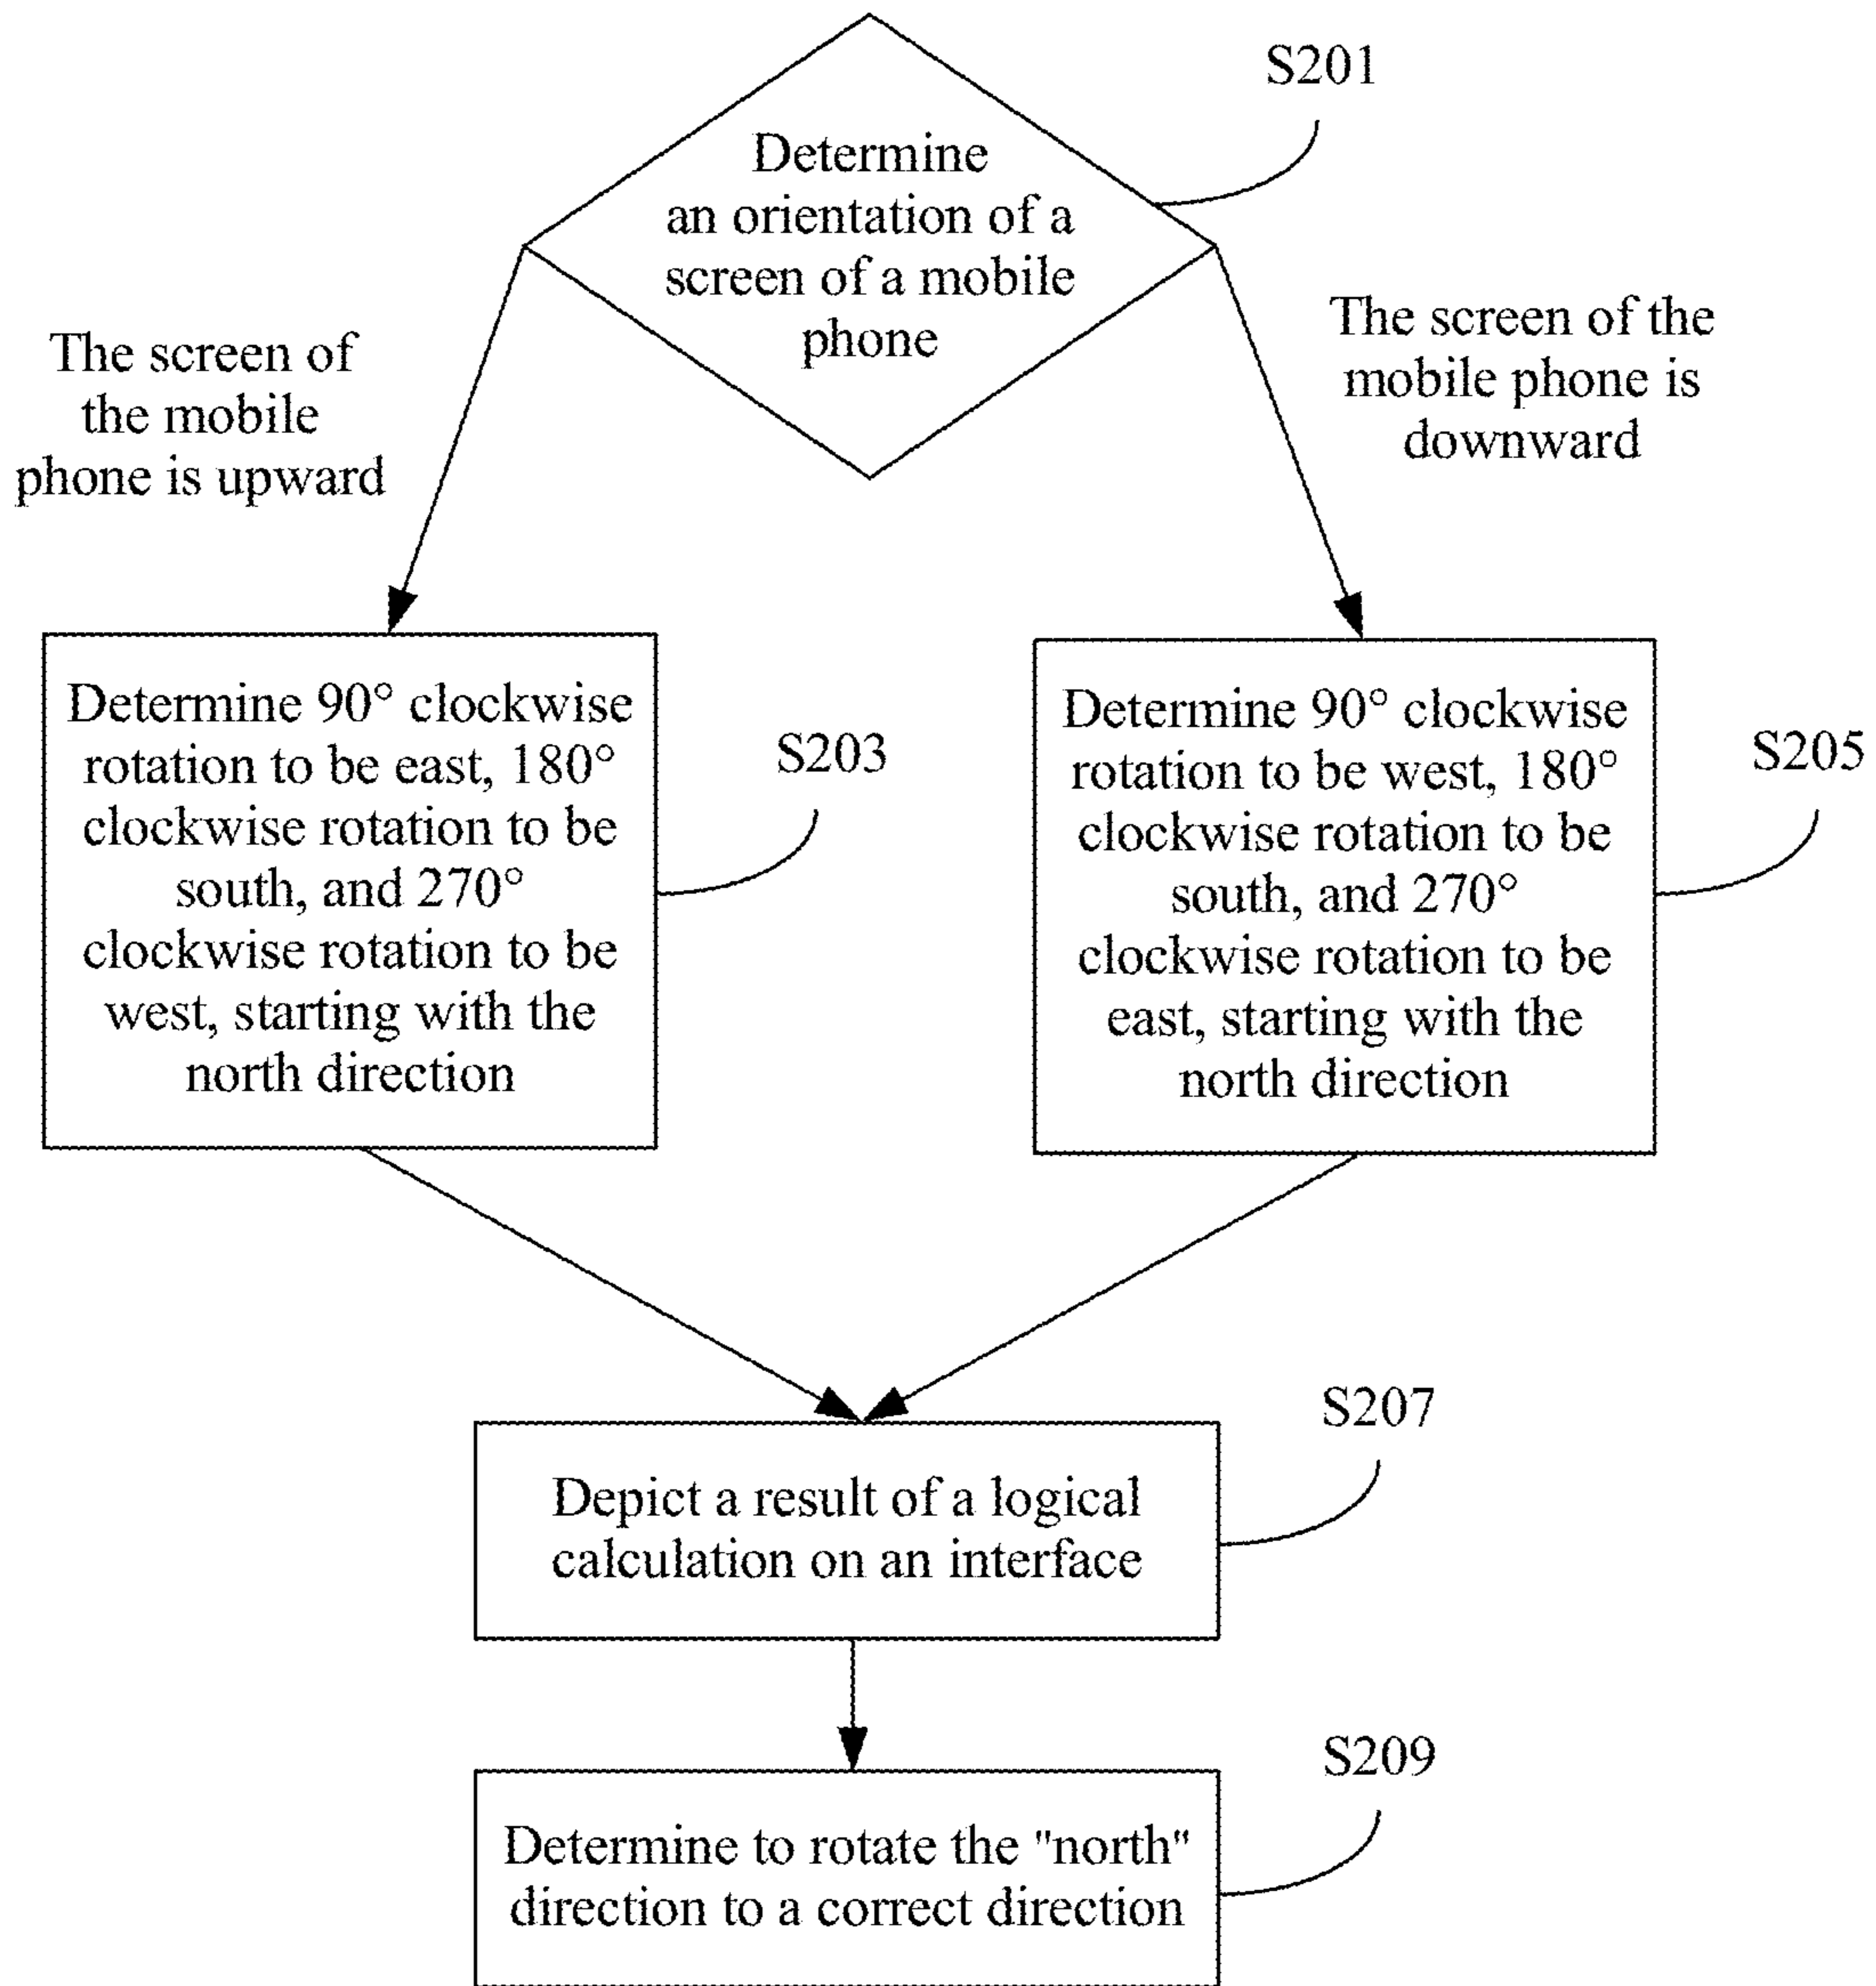 S201
Determine
an orientation of a
screen of a mobile
phone
The screen of
the mobile
phone is upward
The screen of the
mobile phone is
downward
Determine 90° clockwise
rotation to be east, 180°
clockwise rotation to be
south, and 270°
clockwise rotation to be
west, starting with the
north direction
S203
Determine 90° clockwise
rotation to be west, 180°
clockwise rotation to be
south, and 270°
clockwise rotation to be
east, starting with the
north direction
S205
S207
Depict a result of a logical
calculation on an interface
S209
Determine to rotate the "north"
direction to a correct direction